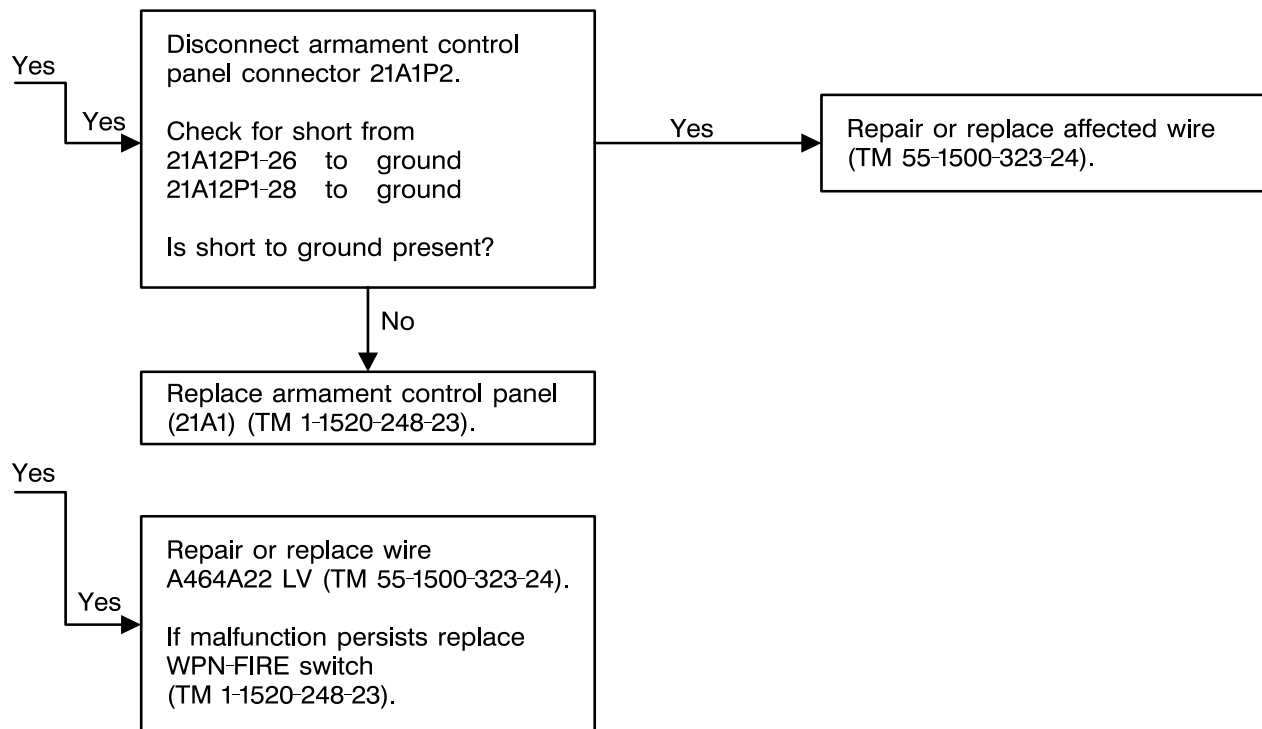 Yes
Yes
Disconnect armament control
panel connector 21A1P2.
Check for short from
21A12P1-26 to ground
21A12P1-28 to ground
Is short to ground present?
Yes
Repair or replace affected wire
(TM 55-1500-323-24).
No
Replace armament control panel
(21A1) (TM 1-1520-248-23).
Yes
Yes
Repair or replace wire
A464A22 LV (TM 55-1500-323-24).
If malfunction persists replace
WPN-FIRE switch
(TM 1-1520-248-23).